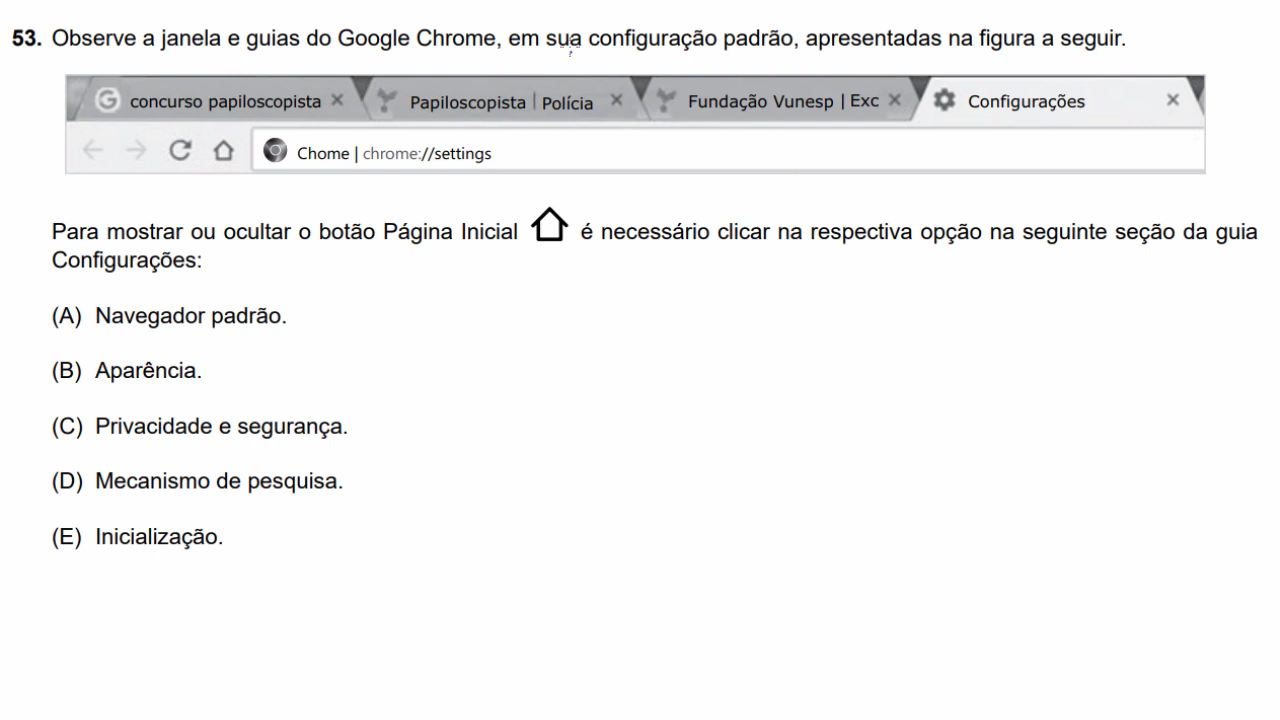 53. Observe a janela e guias do Google Chrome, em sua configuração padrão, apresentadas na figura a seguir.
concurso papiloscopista × Papiloscopista | Polícia × Fundação Vunesp | Exc × Configurações ×
Chome | chrome://settings
Para mostrar ou ocultar o botão Página Inicial é necessário clicar na respectiva opção na seguinte seção da guia
Configurações:
(A) Navegador padrão.
(B) Aparência.
(C) Privacidade e segurança.
(D) Mecanismo de pesquisa.
(E) Inicialização.